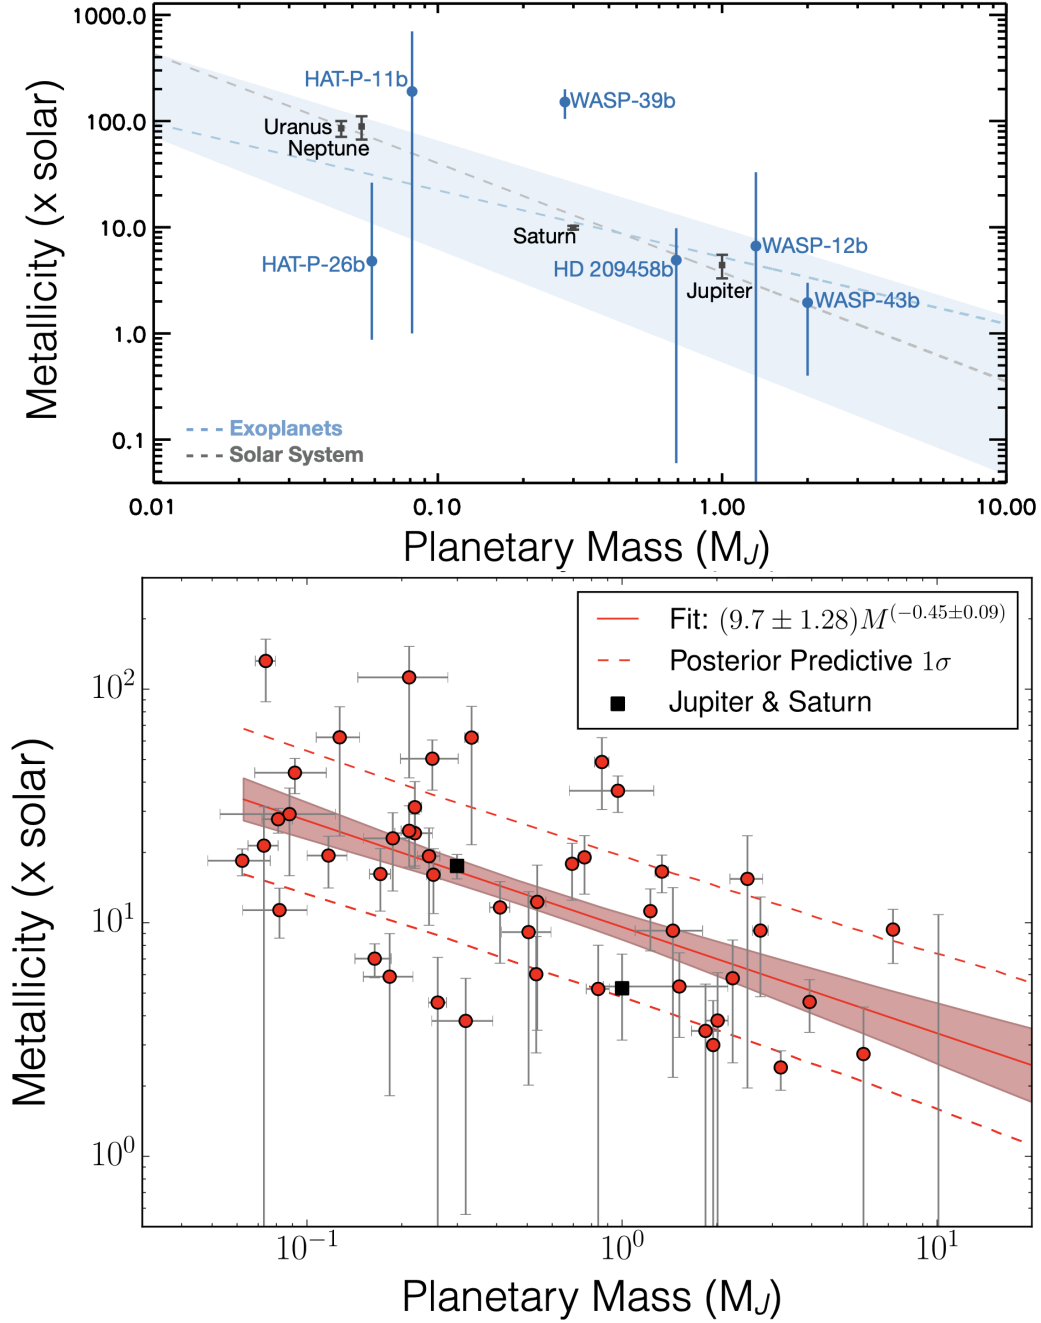 1000.0
100.0
10.0
1.0
0.1
Metallicity (x solar)
HAT-P-11b
WASP-39b
Uranus
Neptune
Saturn
HAT-P-26b
HD 209458b
WASP-12b
Jupiter
WASP-43b
Exoplanets
Solar System
0.01 0.10 1.00 10.00
Planetary Mass (MJ)
Fit: (9.7 ± 1.28)M^(−0.45±0.09)
Posterior Predictive 1σ
Jupiter & Saturn
10²
10¹
10⁰
Metallicity (x solar)
10⁻¹ 10⁰ 10¹
Planetary Mass (MJ)